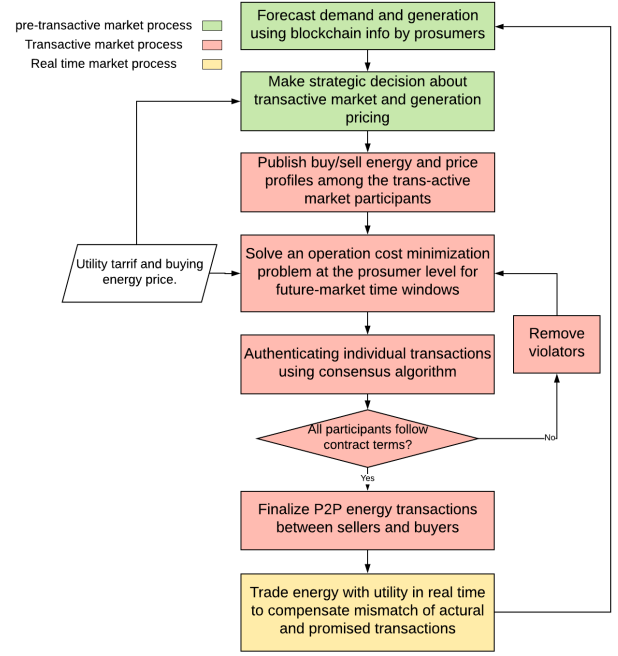 pre-transactive market process
Transactive market process
Real time market process
Forecast demand and generation
using blockchain info by prosumers
Make strategic decision about
transactive market and generation
pricing
Publish buy/sell energy and price
profiles among the trans-active
market participants
Utility tarrif and buying
energy price.
Solve an operation cost minimization
problem at the prosumer level for
future-market time windows
Remove
violators
Authenticating individual transactions
using consensus algorithm
All participants follow
contract terms?
No
Yes
Finalize P2P energy transactions
between sellers and buyers
Trade energy with utility in real time
to compensate mismatch of actural
and promised transactions